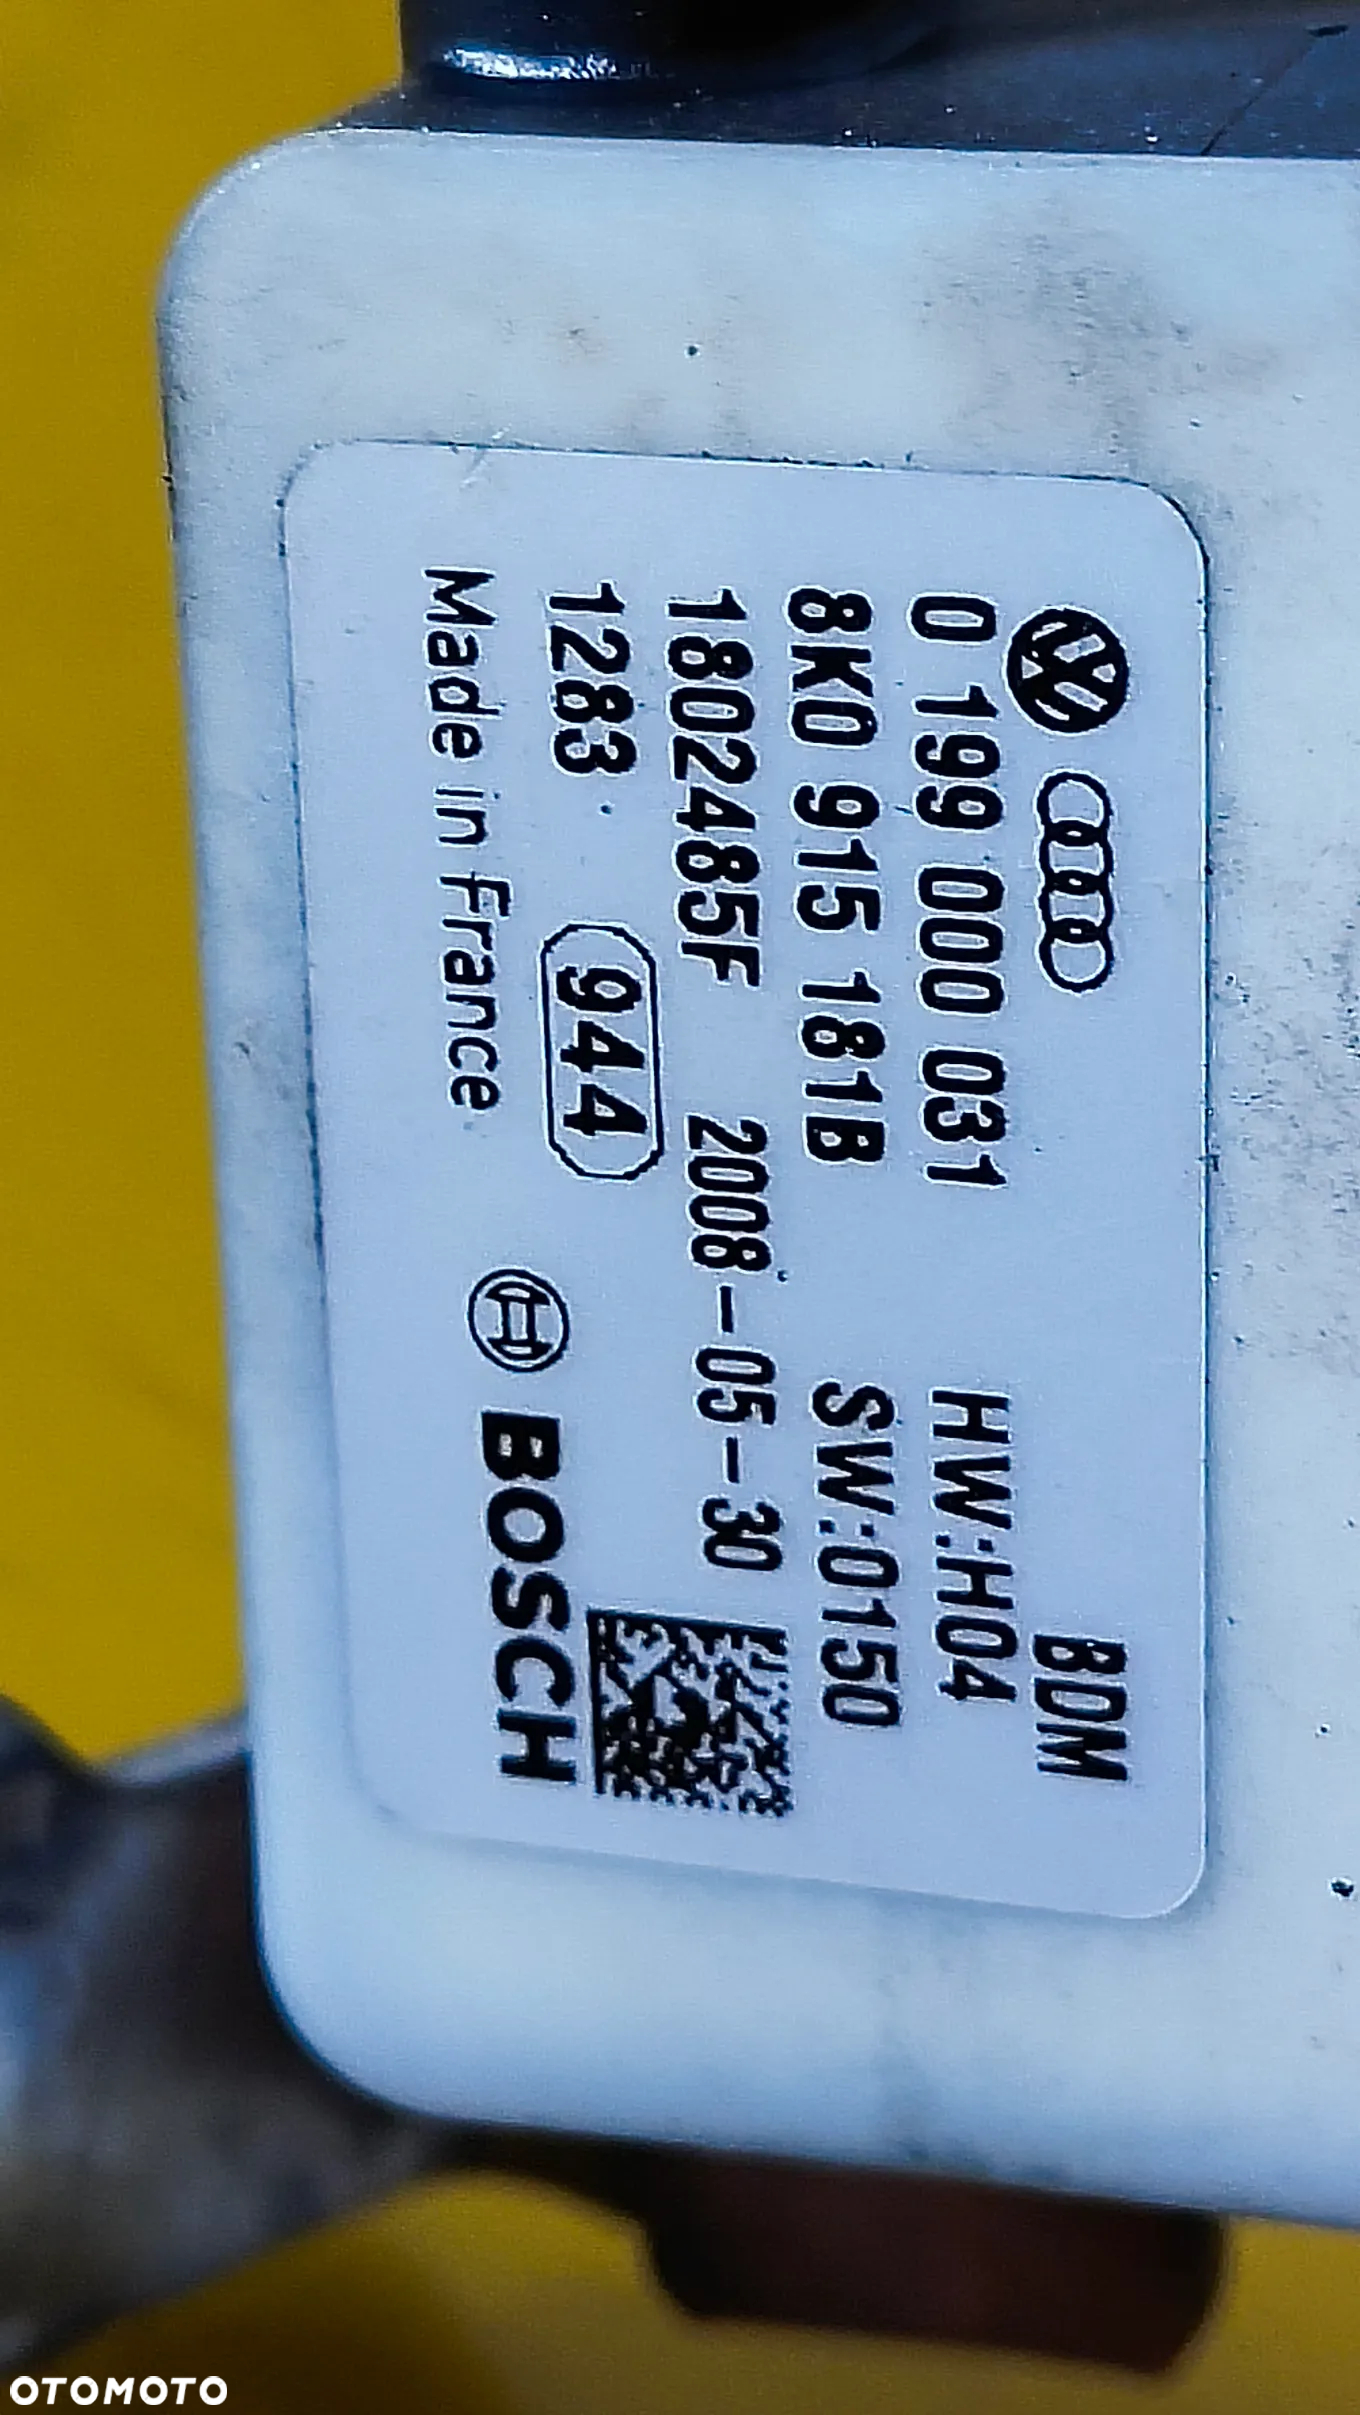 BDM
0 199 000 031 HW:H04
8K0 915 181B SW:0150
1802485F 2008-05-30
1283 944
Made in France BOSCH
OTOMOTO